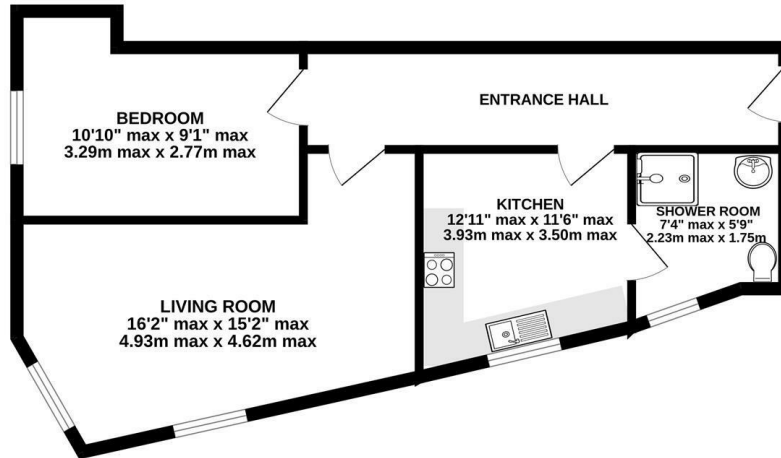 BEDROOM
10'10" max x 9'1" max
3.29m max x 2.77m max
ENTRANCE HALL
KITCHEN
12'11" max x 11'6" max
3.93m max x 3.50m max
SHOWER ROOM
7'4" max x 5'9"
2.23m max x 1.75m
LIVING ROOM
16'2" max x 15'2" max
4.93m max x 4.62m max